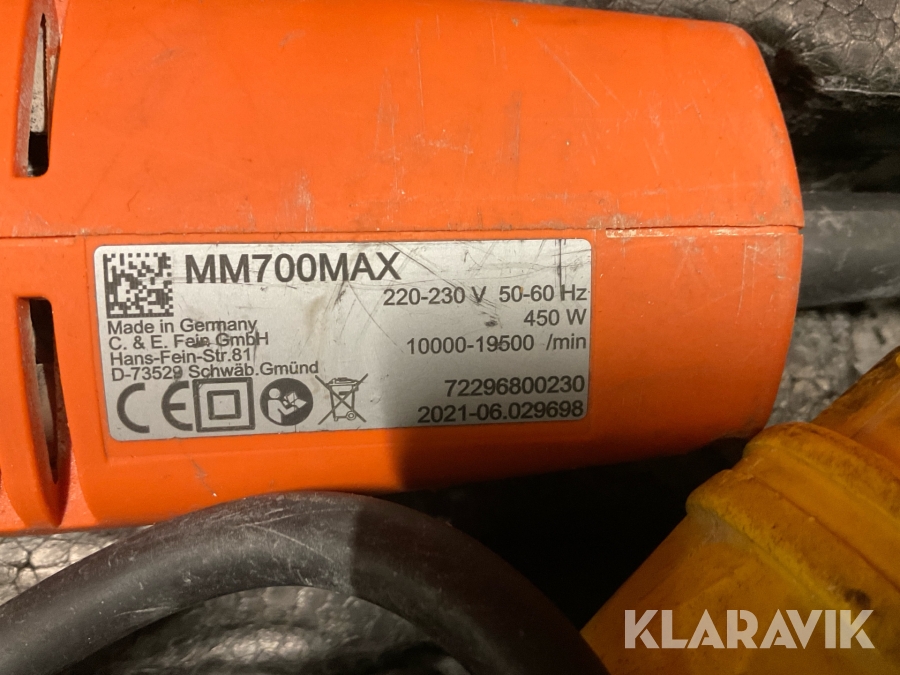 MM700MAX
220-230 V 50-60 Hz
450 W
10000-19500 /min
Made in Germany
C. & E. Fein GmbH
Hans-Fein-Str.81
D-73529 Schwäb.Gmünd
CE
72296800230
2021-06.029698
KLARAVIK